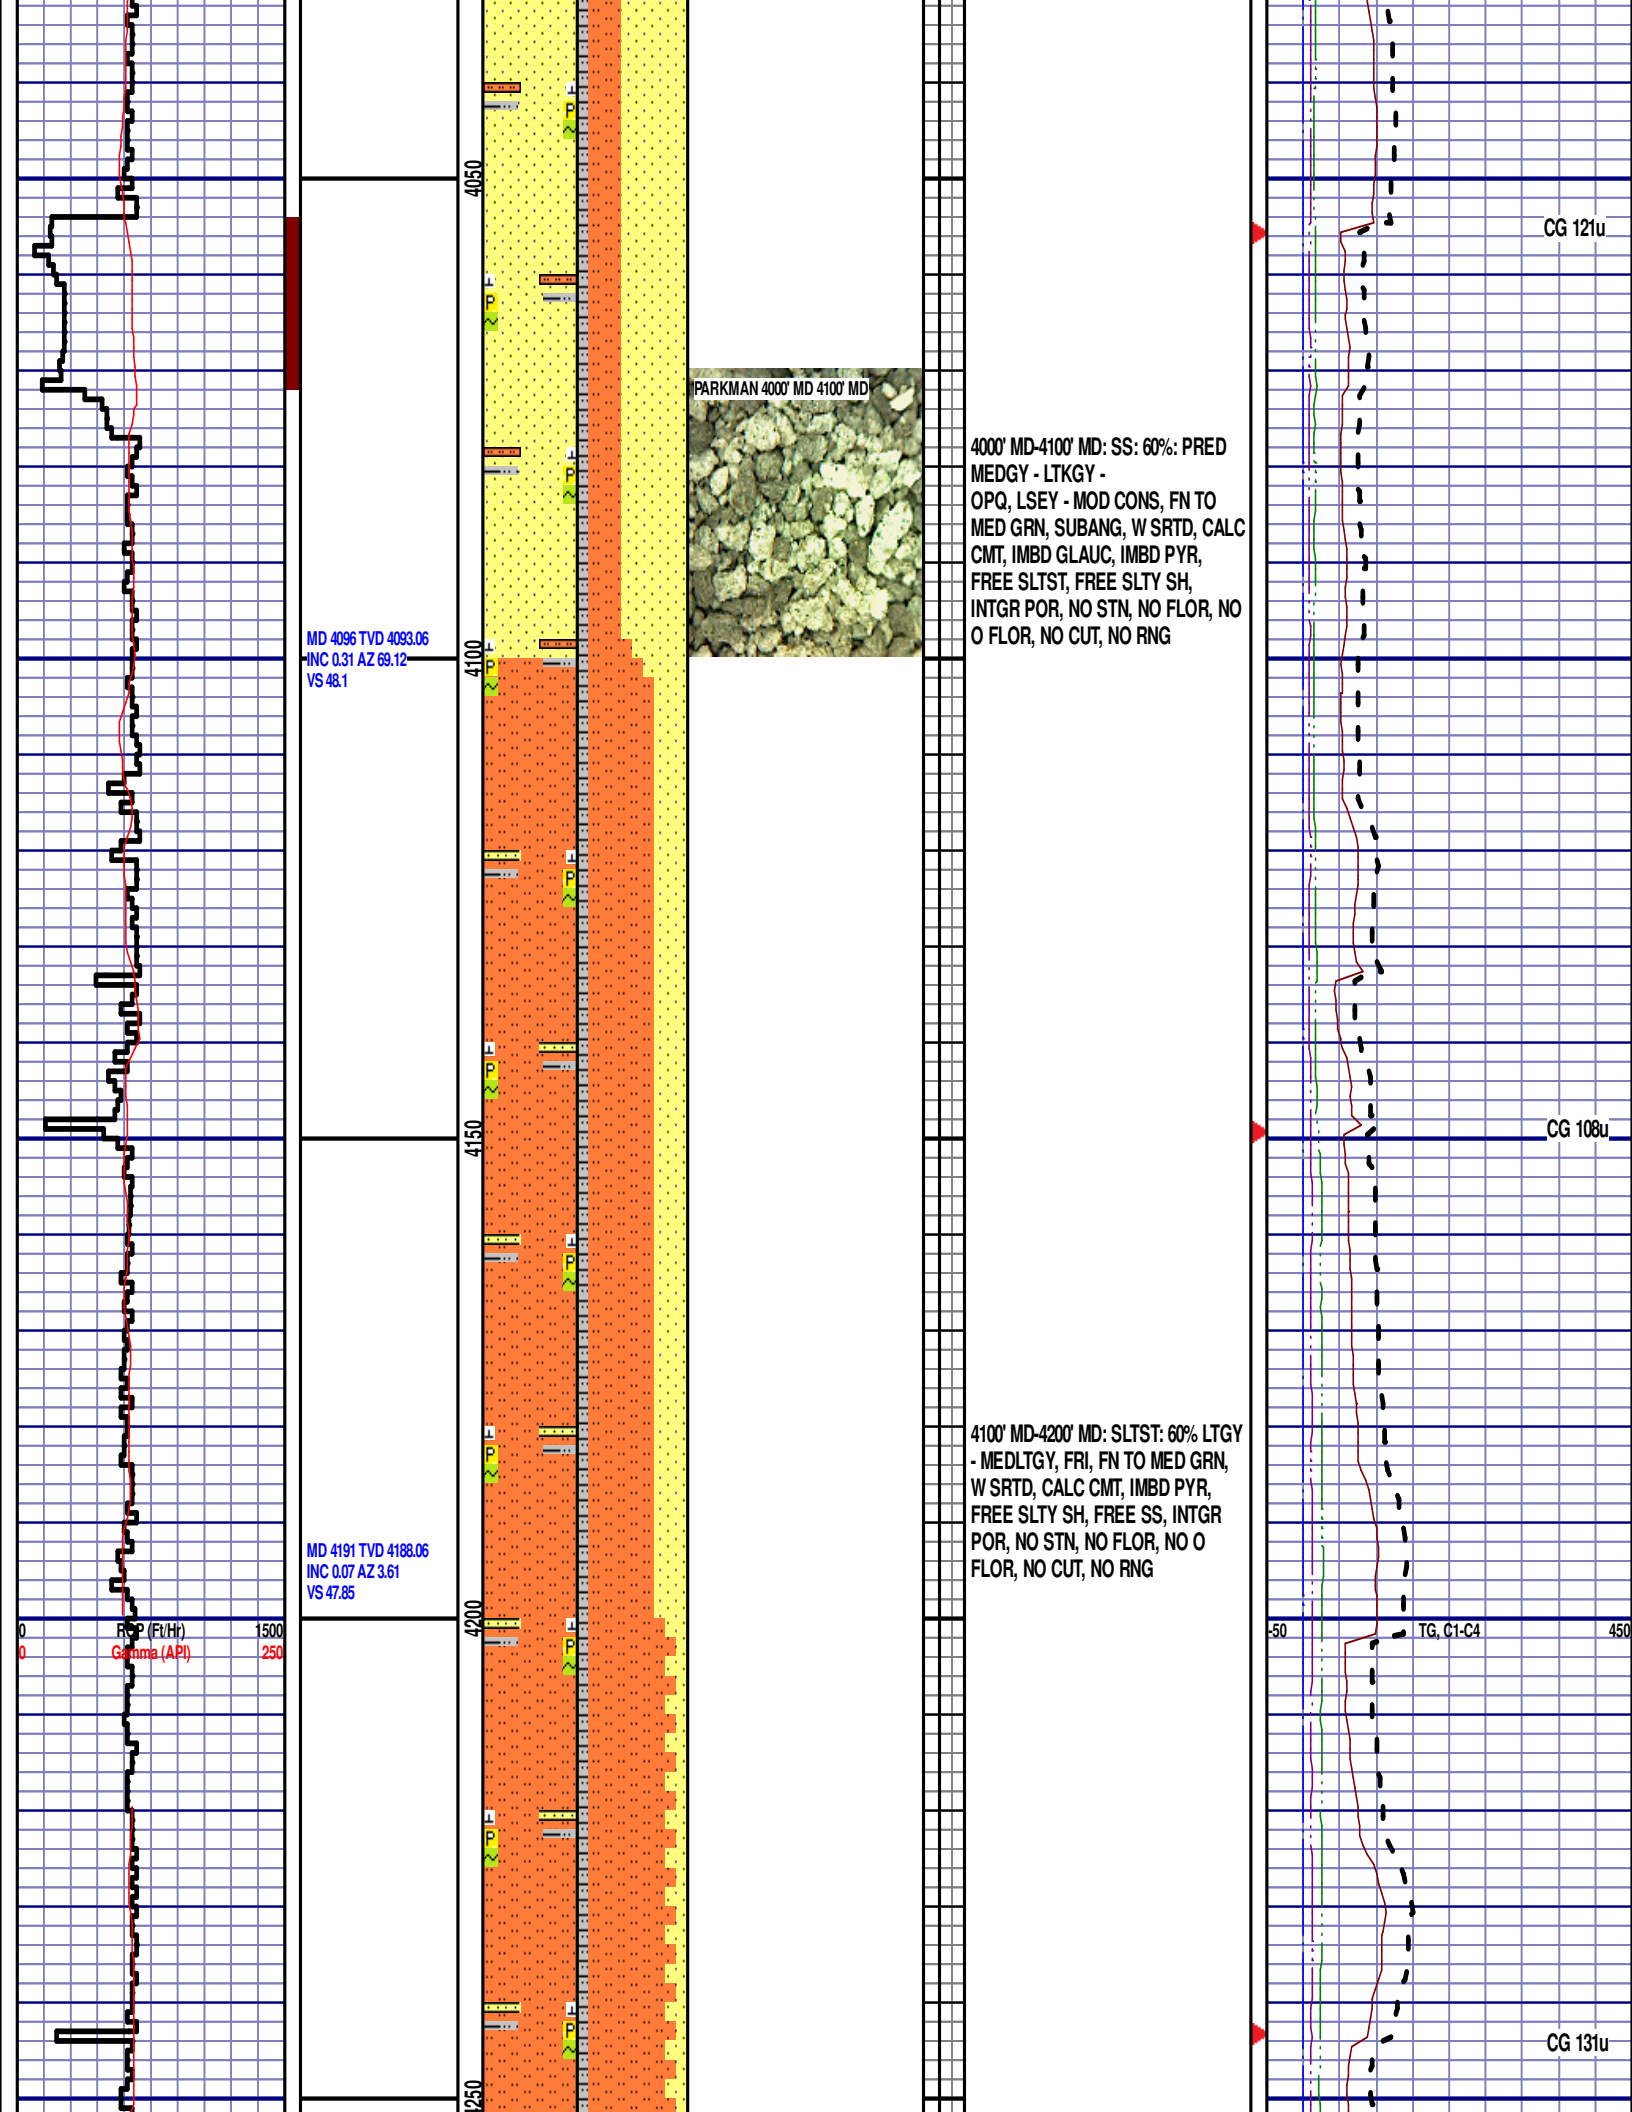 4050
CG 121u
PARKMAN 4000' MD 4100' MD
4000' MD-4100' MD: SS: 60%: PRED
MEDGY - LTKGY -
OPQ, LSEY - MOD CONS, FN TO
MED GRN, SUBANG, W SRTD, CALC
CMT, IMBD GLAUC, IMBD PYR,
FREE SLTST, FREE SLTY SH,
INTGR POR, NO STN, NO FLOR, NO
O FLOR, NO CUT, NO RNG
MD 4096 TVD 4093.06
INC 0.31 AZ 69.12
VS 48.1
4100
CG 108u
4150
4100' MD-4200' MD: SLTST: 60% LTGY
- MEDLTGY, FRI, FN TO MED GRN,
W SRTD, CALC CMT, IMBD PYR,
FREE SLTY SH, FREE SS, INTGR
POR, NO STN, NO FLOR, NO O
FLOR, NO CUT, NO RNG
MD 4191 TVD 4188.06
INC 0.07 AZ 3.61
VS 47.85
4200
0 ROP (Ft/Hr) 1500
0 Gamma (API) 250
-50 TG, C1-C4 450
CG 131u
4250
P
P
P
P
P
P
P
P
P
P
P